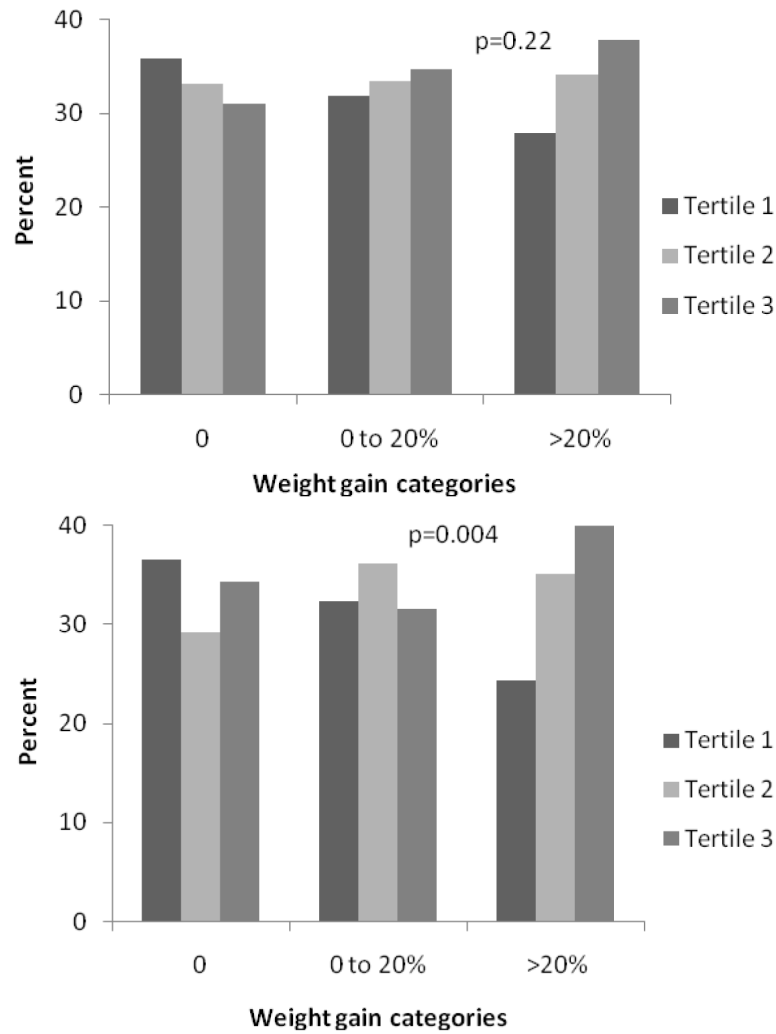 40
p=0.22
30
20
10
0
Percent
Tertile 1
Tertile 2
Tertile 3
0 0 to 20% >20%
Weight gain categories
40
p=0.004
30
20
10
0
Percent
Tertile 1
Tertile 2
Tertile 3
0 0 to 20% >20%
Weight gain categories